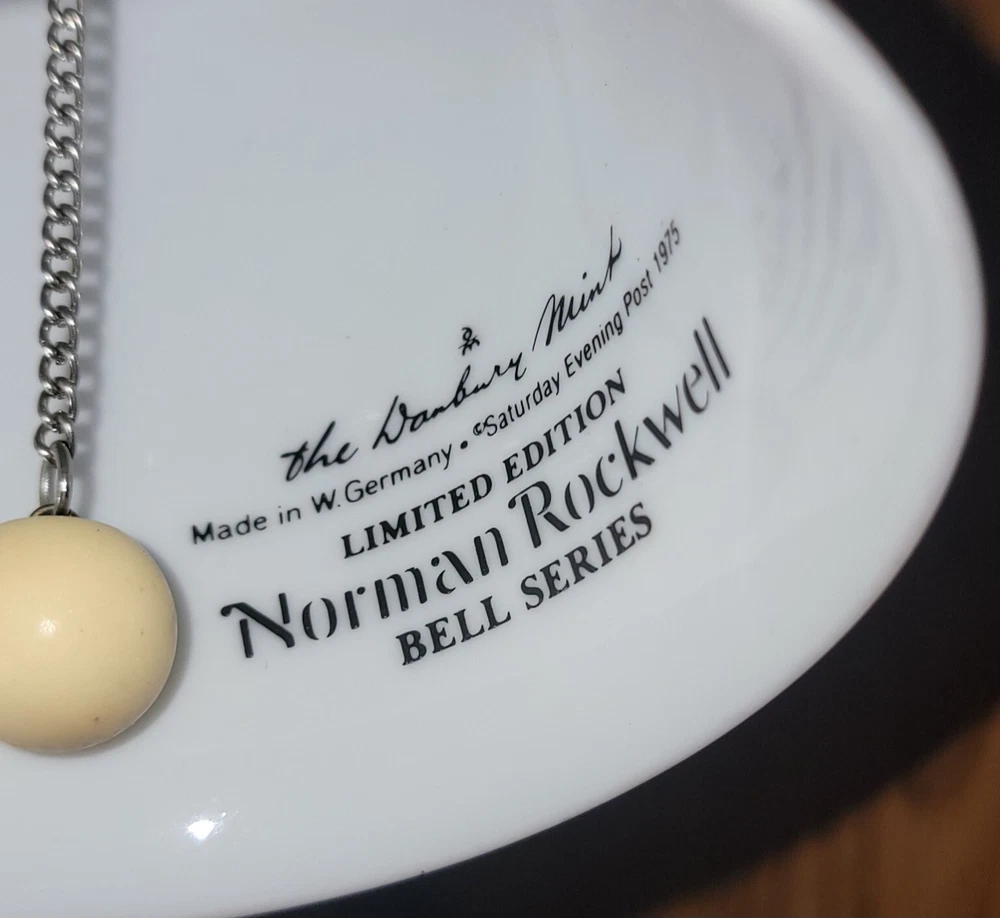 the Danbury Mint
Made in W. Germany • ©Saturday Evening Post 1975
LIMITED EDITION
Norman Rockwell
BELL SERIES